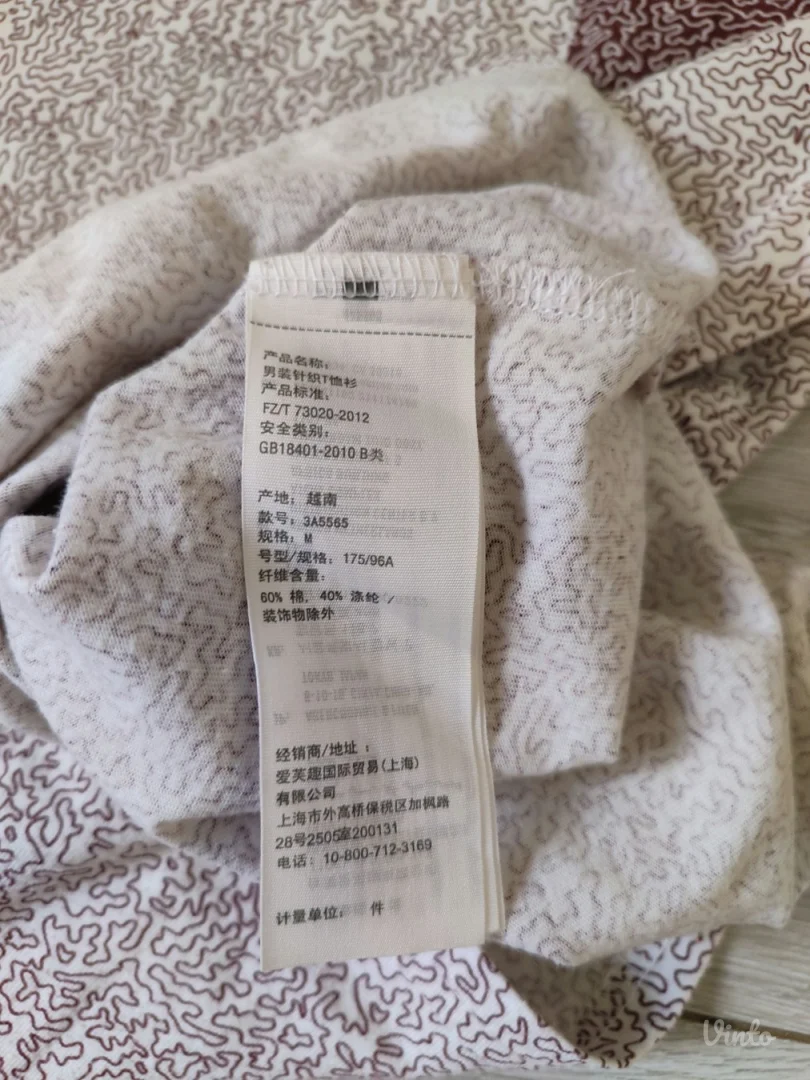 产品名称:
男装针织T恤衫
产品标准:
FZ/T 73020-2012
安全类别:
GB18401-2010 B类
产地: 越南
款号: 3A5565
规格: M
号型/规格: 175/96A
纤维含量:
60% 棉, 40% 涤纶 /
装饰物除外
经销商/地址 :
爱芙趣国际贸易(上海)
有限公司
上海市外高桥保税区加枫路
28号2505室200131
电话: 10-800-712-3169
计量单位: 件
Vinto